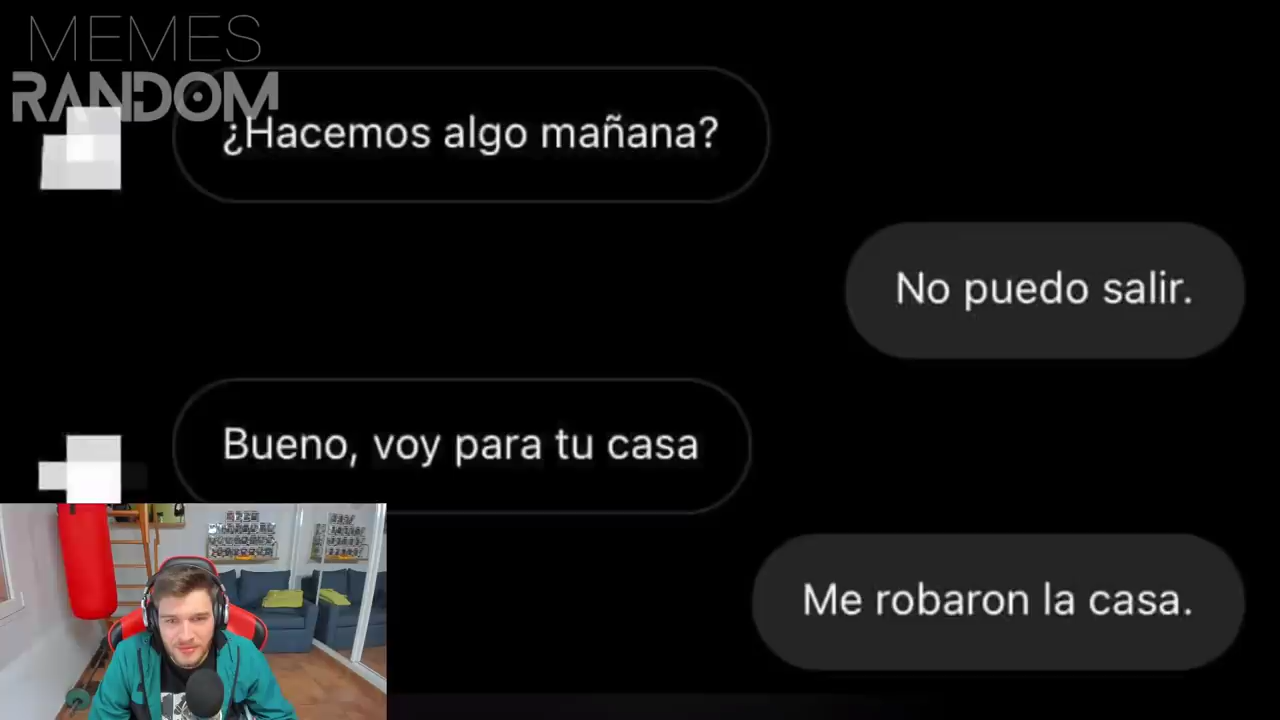 MEMES
RANDOM
¿Hacemos algo mañana?
No puedo salir.
Bueno, voy para tu casa
Me robaron la casa.